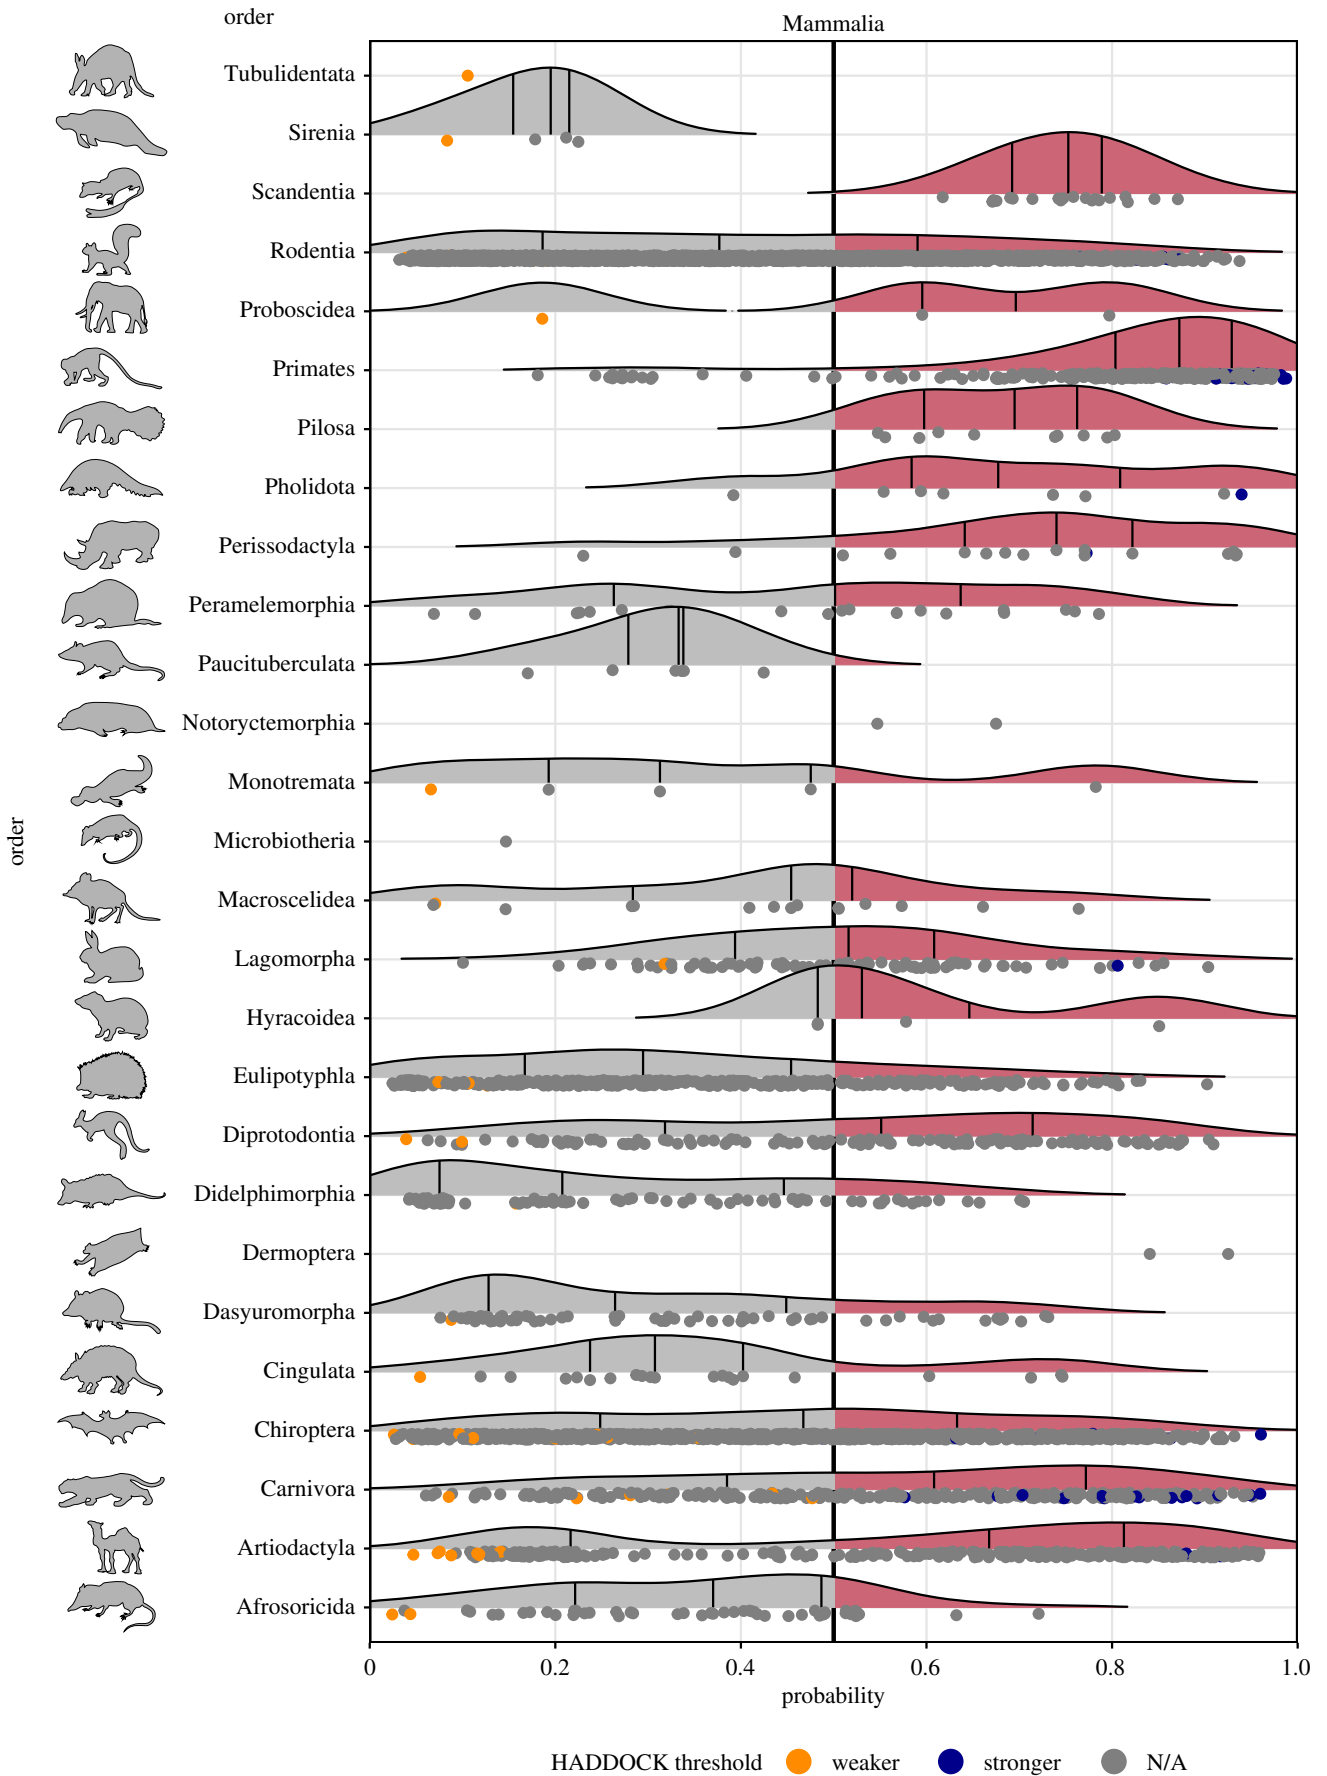 order
Mammalia
Tubulidentata
Sirenia
Scandentia
Rodentia
Proboscidea
Primates
Pilosa
Pholidota
Perissodactyla
Peramelemorphia
Paucituberculata
Notoryctemorphia
Monotremata
Microbiotheria
order
Macroscelidea
Lagomorpha
Hyracoidea
Eulipotyphla
Diprotodontia
Didelphimorphia
Dermoptera
Dasyuromorpha
Cingulata
Chiroptera
Carnivora
Artiodactyla
Afrosoricida
0 0.2 0.4 0.6 0.8 1.0
probability
HADDOCK threshold weaker stronger N/A